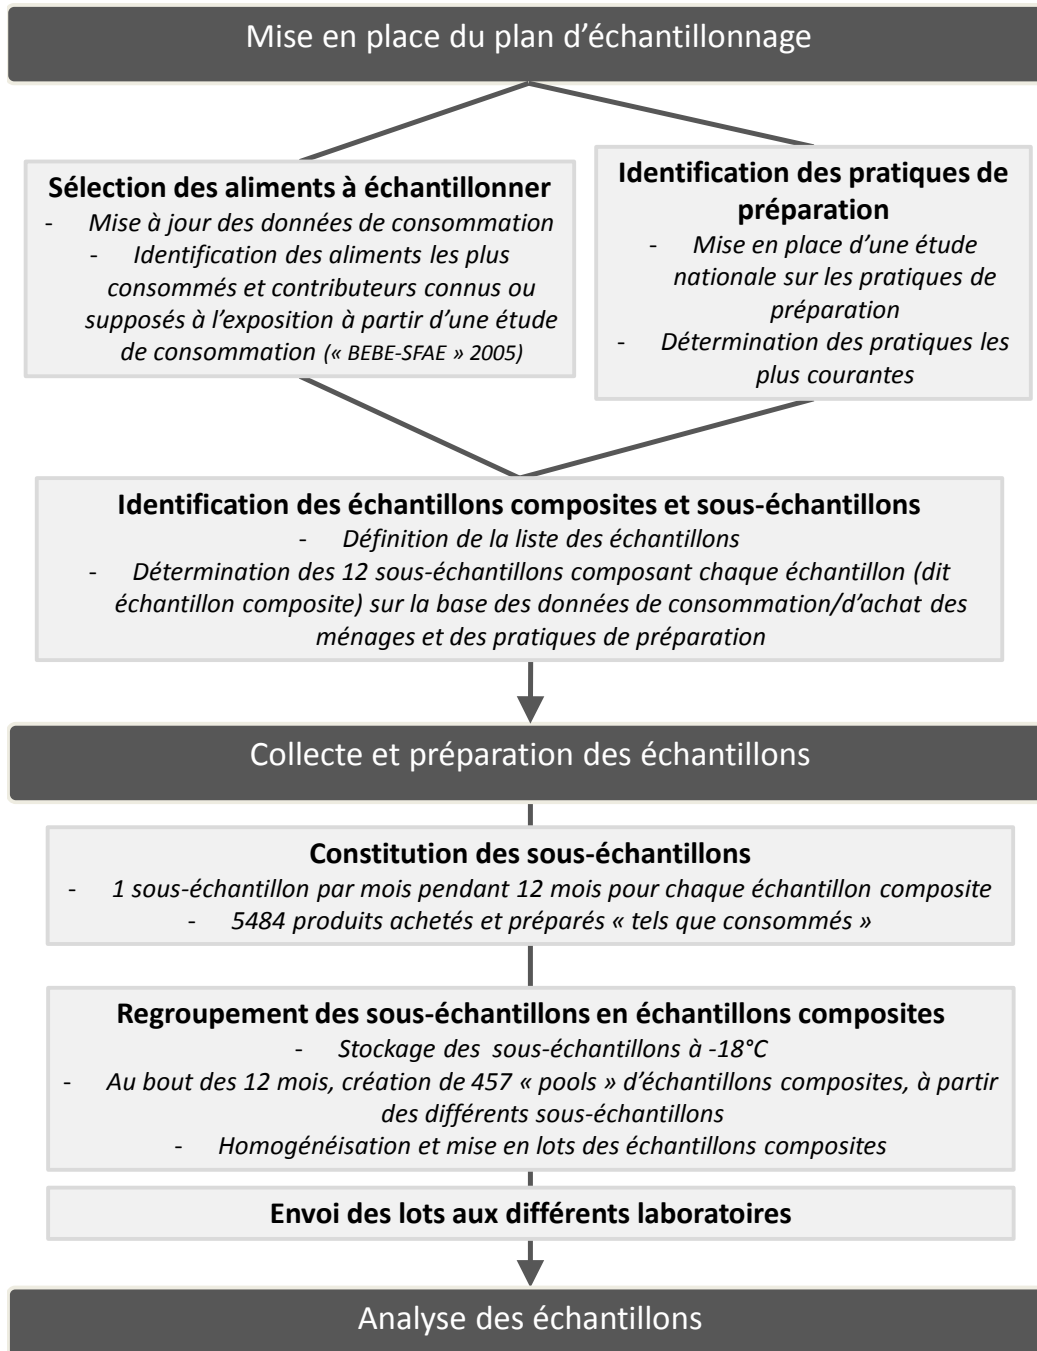 Mise en place du plan d’échantillonnage
Sélection des aliments à échantillonner
- Mise à jour des données de consommation
- Identification des aliments les plus
consommés et contributeurs connus ou
supposés à l’exposition à partir d’une étude
de consommation (« BEBE-SFAE » 2005)
Identification des pratiques de
préparation
- Mise en place d’une étude
nationale sur les pratiques de
préparation
- Détermination des pratiques les
plus courantes
Identification des échantillons composites et sous-échantillons
- Définition de la liste des échantillons
- Détermination des 12 sous-échantillons composant chaque échantillon (dit
échantillon composite) sur la base des données de consommation/d’achat des
ménages et des pratiques de préparation
Collecte et préparation des échantillons
Constitution des sous-échantillons
- 1 sous-échantillon par mois pendant 12 mois pour chaque échantillon composite
- 5484 produits achetés et préparés « tels que consommés »
Regroupement des sous-échantillons en échantillons composites
- Stockage des sous-échantillons à -18°C
- Au bout des 12 mois, création de 457 « pools » d’échantillons composites, à partir
des différents sous-échantillons
- Homogénéisation et mise en lots des échantillons composites
Envoi des lots aux différents laboratoires
Analyse des échantillons